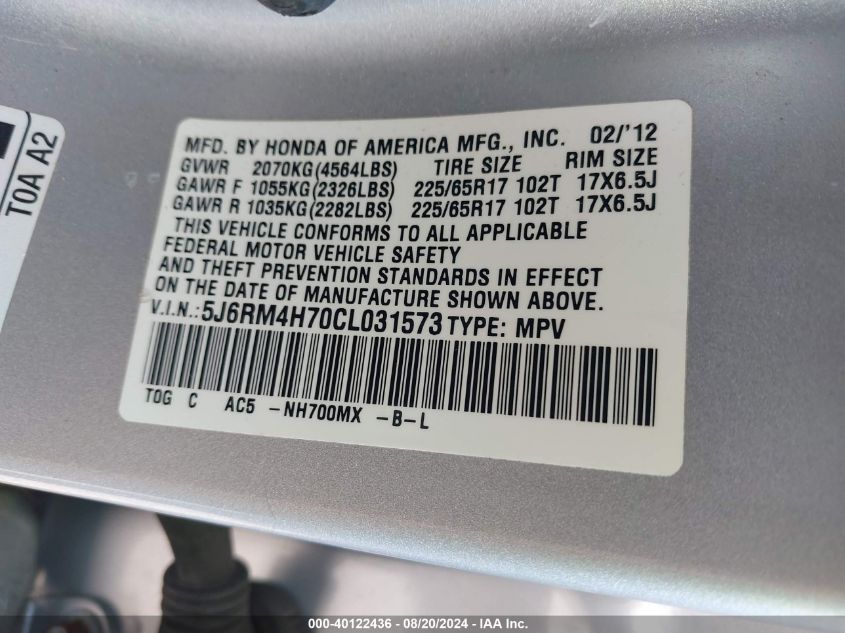 MFD. BY HONDA OF AMERICA MFG., INC. 02/'12
GVWR 2070KG(4564LBS) TIRE SIZE RIM SIZE
GAWR F 1055KG(2326LBS) 225/65R17 102T 17X6.5J
GAWR R 1035KG(2282LBS) 225/65R17 102T 17X6.5J
THIS VEHICLE CONFORMS TO ALL APPLICABLE
FEDERAL MOTOR VEHICLE SAFETY
AND THEFT PREVENTION STANDARDS IN EFFECT
ON THE DATE OF MANUFACTURE SHOWN ABOVE.
V.I.N.:5J6RM4H70CL031573 TYPE: MPV
T0G C AC5 -NH700MX -B-L
T0A A2
000-40122436 - 08/20/2024 - IAA Inc.